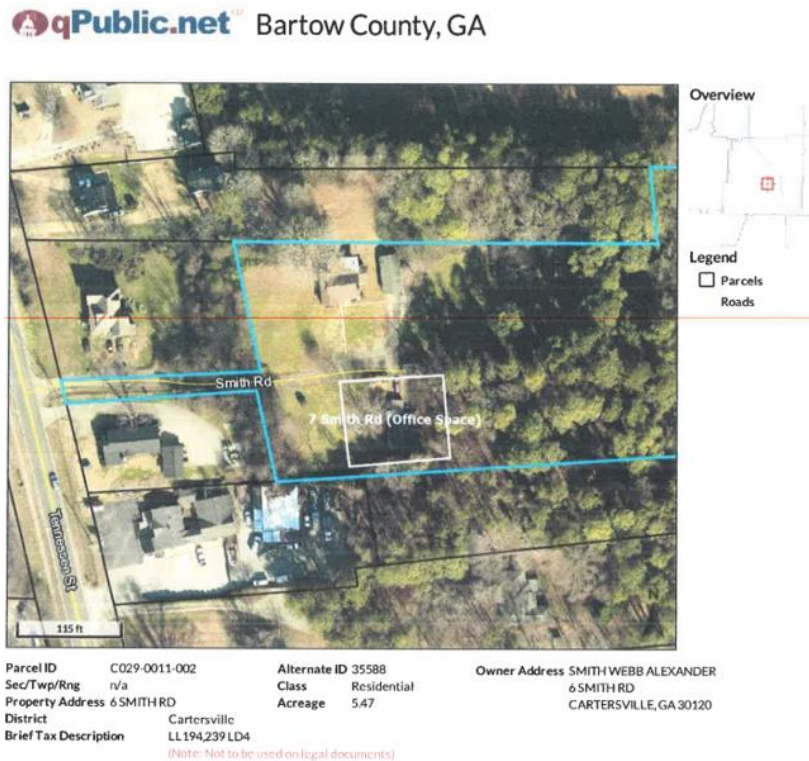 qPublic.net™ Bartow County, GA
Overview
Legend
Parcels
Roads
Smith Rd
7 Smith Rd (Office Space)
Tennessee St
N
115 ft
Parcel ID C029-0011-002 Alternate ID 35588 Owner Address SMITH WEBB ALEXANDER
Sec/Twp/Rng n/a Class Residential 6 SMITH RD
Property Address 6 SMITH RD Acreage 5.47 CARTERSVILLE, GA 30120
District Cartersville
Brief Tax Description LL194,239 LD4
(Note: Not to be used on legal documents)